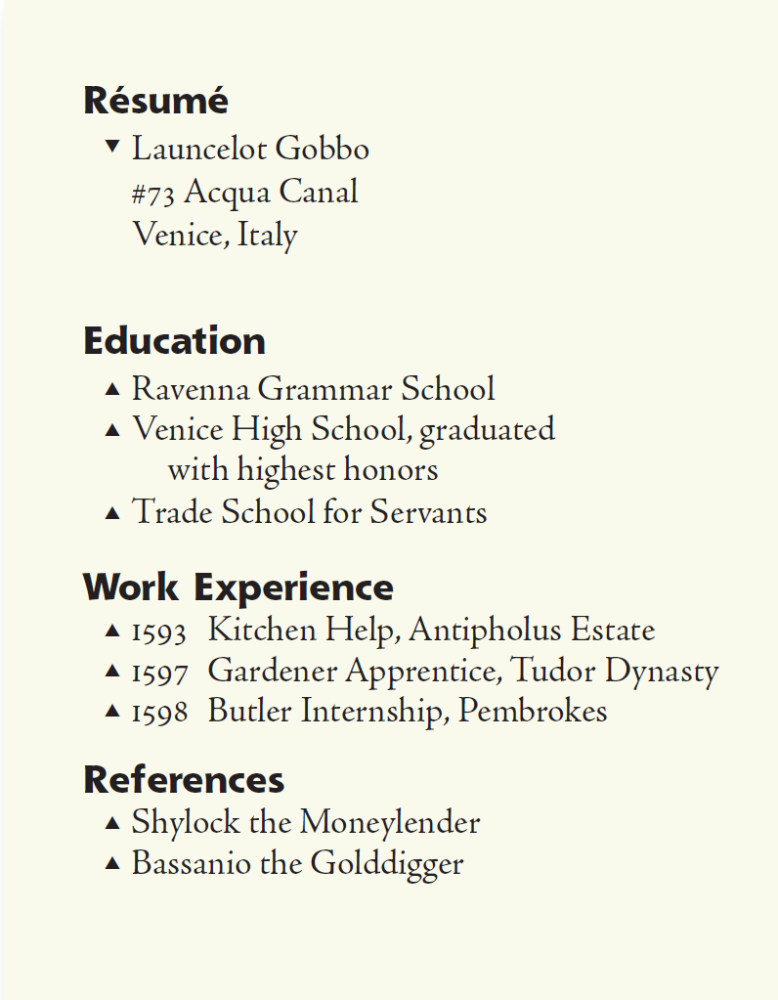 Résumé
▼ Launcelot Gobbo
#73 Acqua Canal
Venice, Italy
Education
▲ Ravenna Grammar School
▲ Venice High School, graduated
with highest honors
▲ Trade School for Servants
Work Experience
▲ 1593 Kitchen Help, Antipholus Estate
▲ 1597 Gardener Apprentice, Tudor Dynasty
▲ 1598 Butler Internship, Pembrokes
References
▲ Shylock the Moneylender
▲ Bassanio the Golddigger